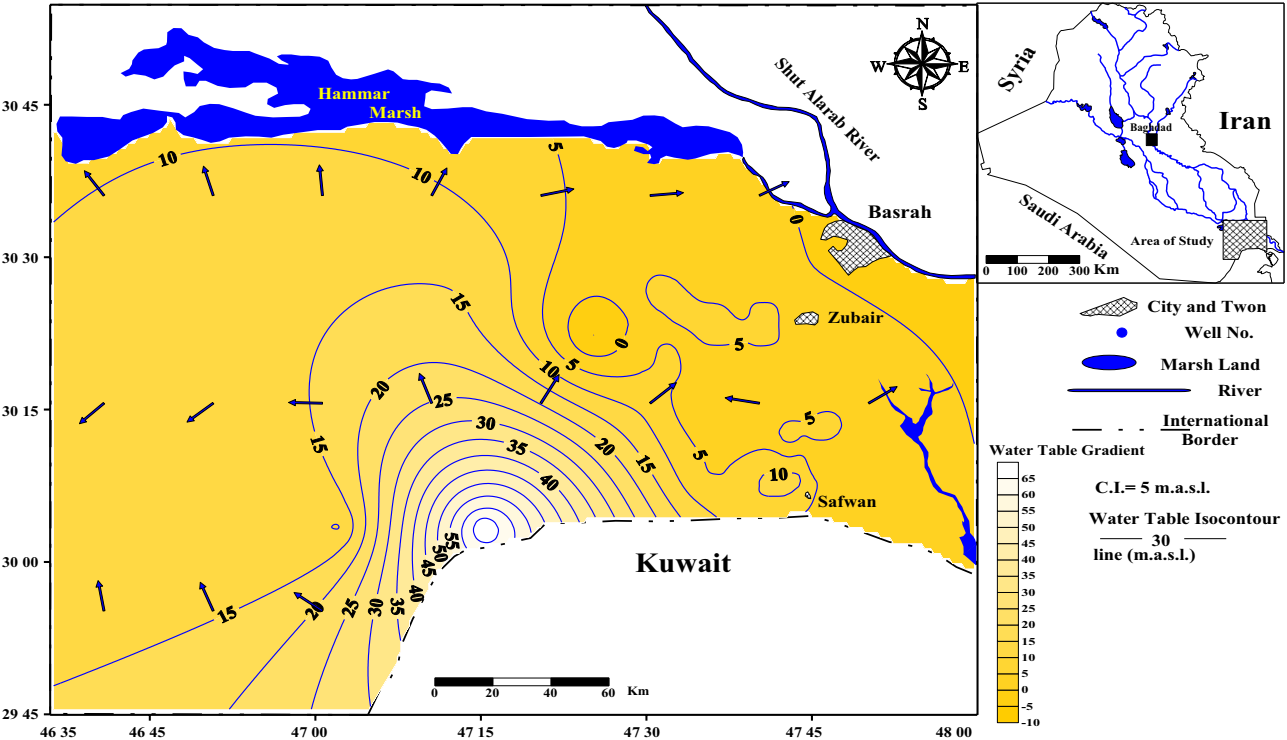 N
W E
S
Hammar
Marsh
Shut Alarab River
Basrah
Zubair
Safwan
Kuwait
30 45
30 30
30 15
30 00
29 45
46 35
46 45
47 00
47 15
47 30
47 45
48 00
10
10
5
0
15
0
5
10
5
20
25
30
35
40
20
15
5
5
10
15
55
50
45
40
35
30
25
20
15
0 20 40 60 Km
Syria
Iran
Baghdad
Saudi Arabia
Area of Study
0 100 200 300 Km
City and Twon
Well No.
Marsh Land
River
International
Border
Water Table Gradient
65
60
55
50
45
40
35
30
25
20
15
10
5
0
-5
-10
C.I.= 5 m.a.s.l.
Water Table Isocontour
30
line (m.a.s.l.)